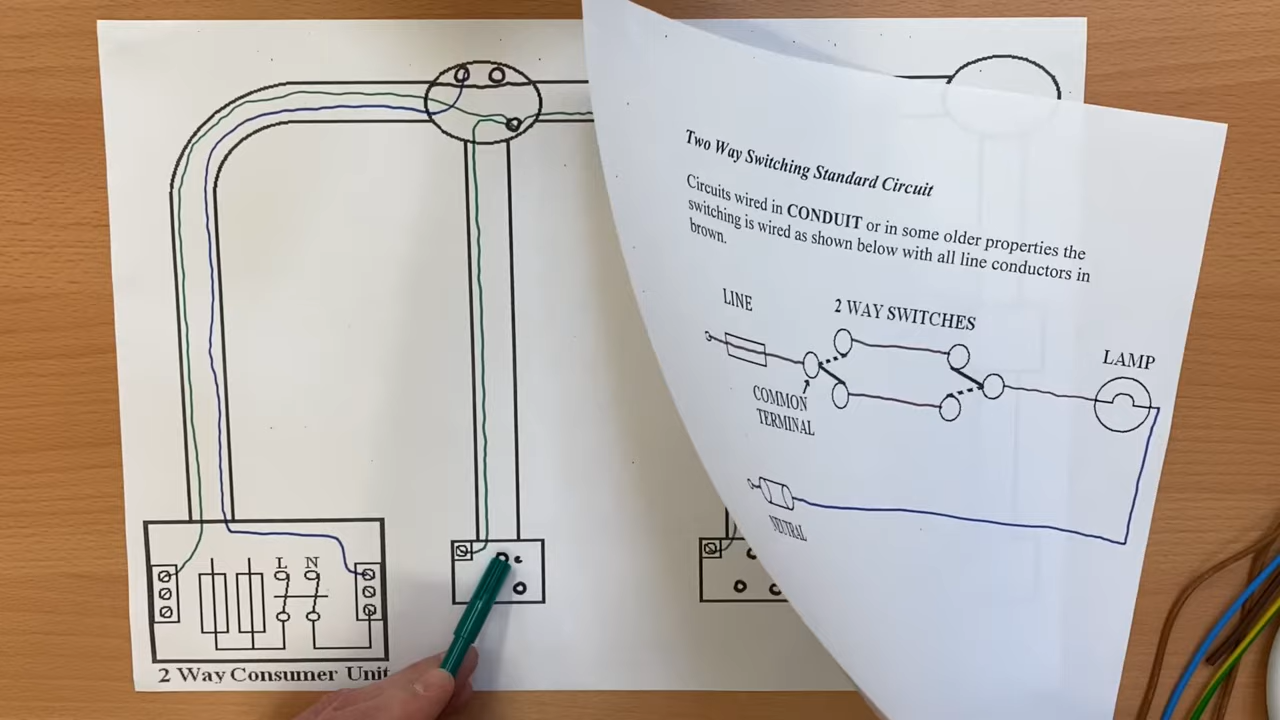 Two Way Switching Standard Circuit
Circuits wired in CONDUIT or in some older properties the
switching is wired as shown below with all line conductors in
brown.
LINE
2 WAY SWITCHES
LAMP
COMMON
TERMINAL
NEUTRAL
L N
c
2 Way Consumer Unit